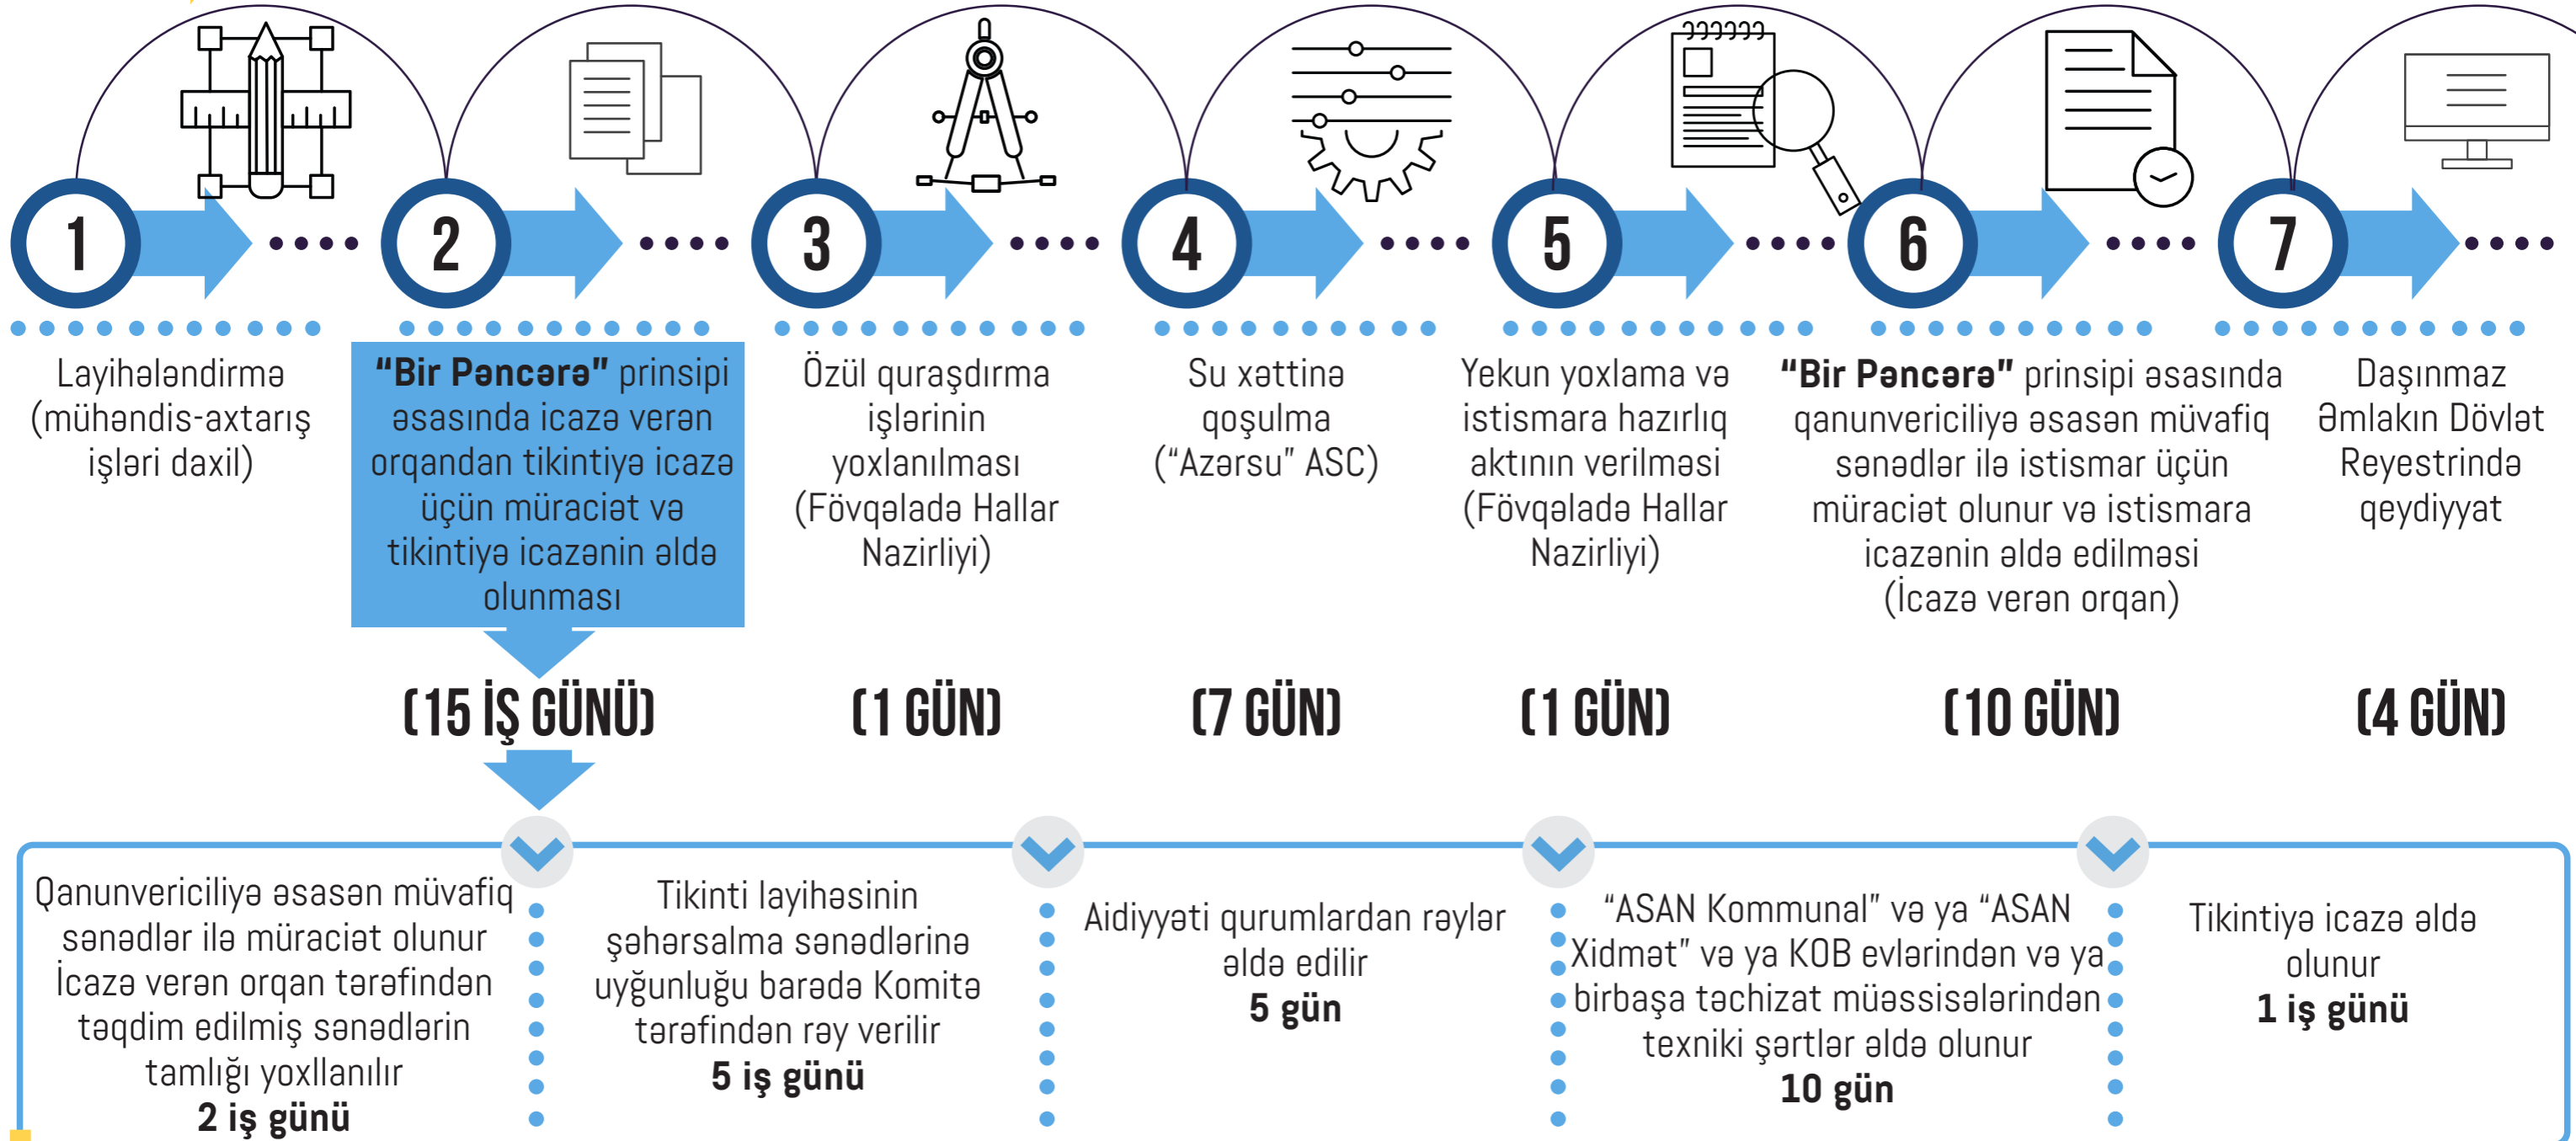 1
2
3
4
5
6
7
Layihələndirmə
(mühəndis-axtarış
işləri daxil)
“Bir Pəncərə” prinsipi
əsasında icazə verən
orqandan tikintiyə icazə
üçün müraciət və
tikintiyə icazənin əldə
olunması
Özül quraşdırma
işlərinin
yoxlanılması
(Fövqəladə Hallar
Nazirliyi)
Su xəttinə
qoşulma
(“Azərsu” ASC)
Yekun yoxlama və
istismara hazırlıq
aktının verilməsi
(Fövqəladə Hallar
Nazirliyi)
“Bir Pəncərə” prinsipi əsasında
qanunvericiliyə əsasən müvafiq
sənədlər ilə istismar üçün
müraciət olunur və istismara
icazənin əldə edilməsi
(İcazə verən orqan)
Daşınmaz
Əmlakın Dövlət
Reyestrində
qeydiyyat
(15 İŞ GÜNÜ)
(1 GÜN)
(7 GÜN)
(1 GÜN)
(10 GÜN)
(4 GÜN)
Qanunvericiliyə əsasən müvafiq
sənədlər ilə müraciət olunur
İcazə verən orqan tərəfindən
təqdim edilmiş sənədlərin
tamlığı yoxllanılır
2 iş günü
Tikinti layihəsinin
şəhərsalma sənədlərinə
uyğunluğu barədə Komitə
tərəfindən rəy verilir
5 iş günü
Aidiyyəti qurumlardan rəylər
əldə edilir
5 gün
“ASAN Kommunal” və ya “ASAN
Xidmət” və ya KOB evlərindən və ya
birbaşa təchizat müəssisələrindən
texniki şərtlər əldə olunur
10 gün
Tikintiyə icazə əldə
olunur
1 iş günü